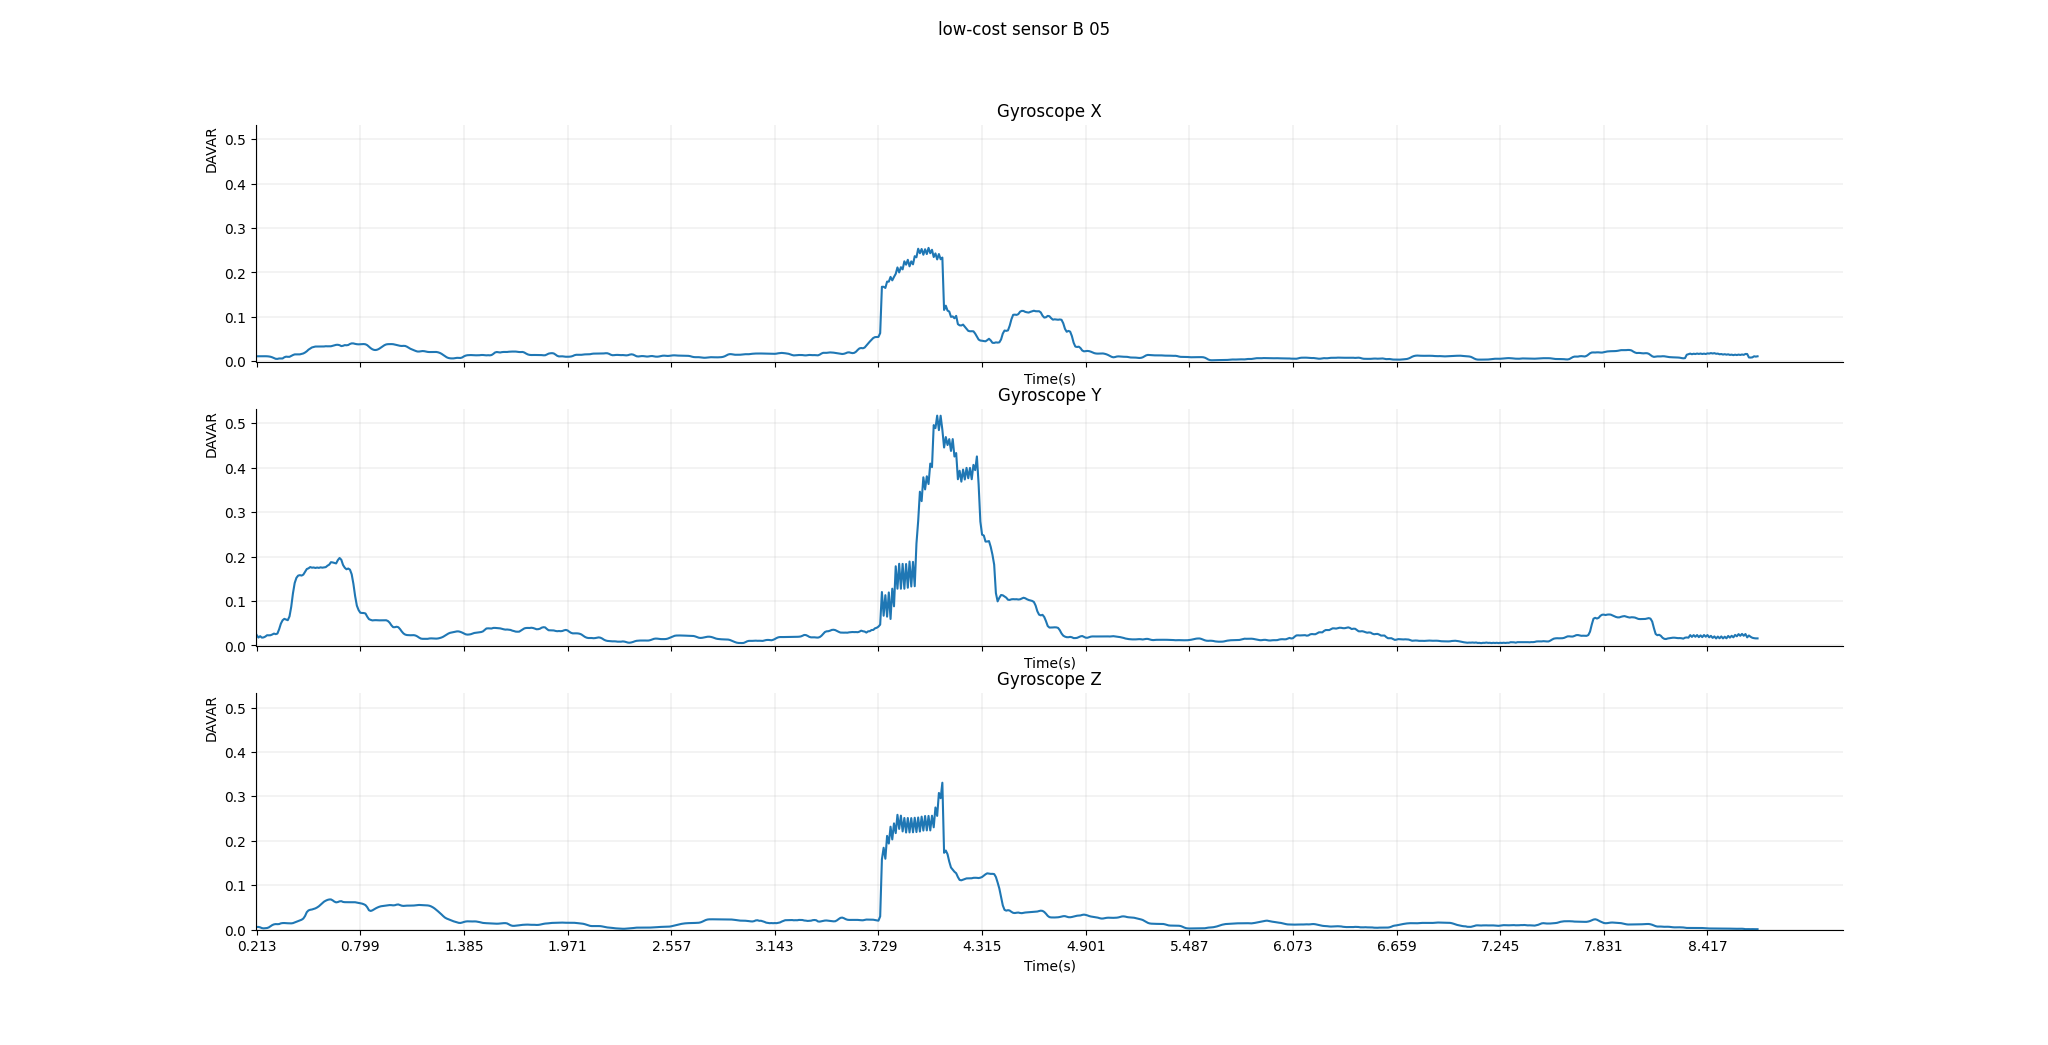 low-cost sensor B 05
Gyroscope X
DAVAR
0.5
0.4
0.3
0.2
0.1
0.0
Time(s)
Gyroscope Y
DAVAR
0.5
0.4
0.3
0.2
0.1
0.0
Time(s)
Gyroscope Z
DAVAR
0.5
0.4
0.3
0.2
0.1
0.0
0.213 0.799 1.385 1.971 2.557 3.143 3.729 4.315 4.901 5.487 6.073 6.659 7.245 7.831 8.417
Time(s)